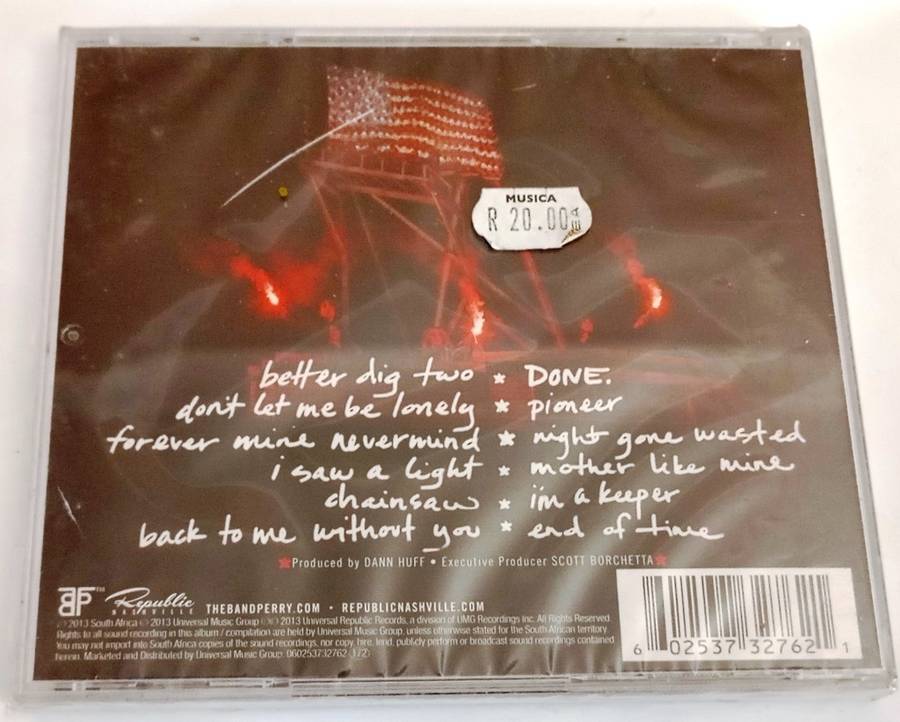 MUSICA
R 20.00
better dig two * DONE.
don't let me be lonely * pioneer
forever mine nevermind * night gone wasted
i saw a light * mother like mine
chainsaw * i'm a keeper
back to me without you * end of time
Produced by DANN HUFF • Executive Producer SCOTT BORCHETTA
BP™ Republic NASHVILLE THEBANDPERRY.COM • REPUBLICNASHVILLE.COM
2013 South Africa 2013 Universal Music Group 2013 Universal Republic Records, a division of UMG Recordings inc. All Rights Reserved
Rights to all sound recording in this album / compilation are held by Universal Music Group, unless otherwise stated for the South African territory.
You may not import into South Africa copies of the sound recordings, nor copy, hire, lend, publicly perform or broadcast sound recordings contained
herein. Marketed and Distributed by Universal Music Group. 060253732762
6 02537 32762 1